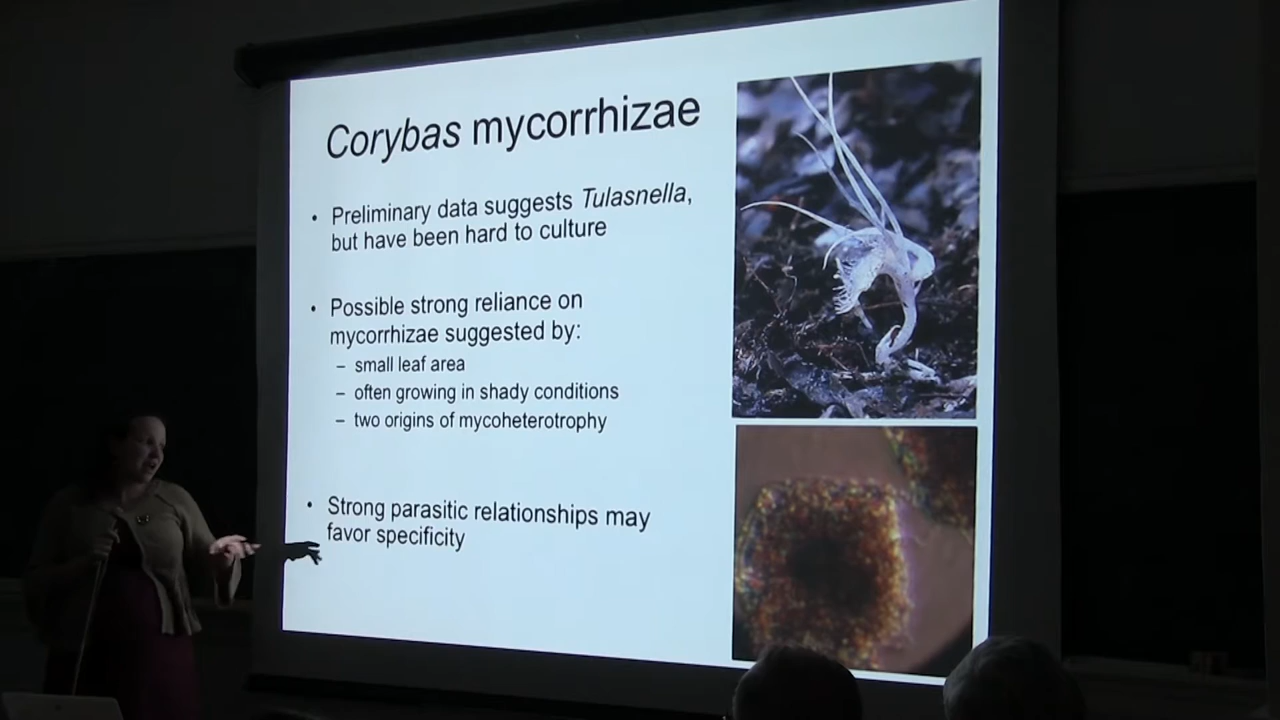 Corybas mycorrhizae
• Preliminary data suggests Tulasnella,
but have been hard to culture
• Possible strong reliance on
mycorrhizae suggested by:
– small leaf area
– often growing in shady conditions
– two origins of mycoheterotrophy
• Strong parasitic relationships may
favor specificity